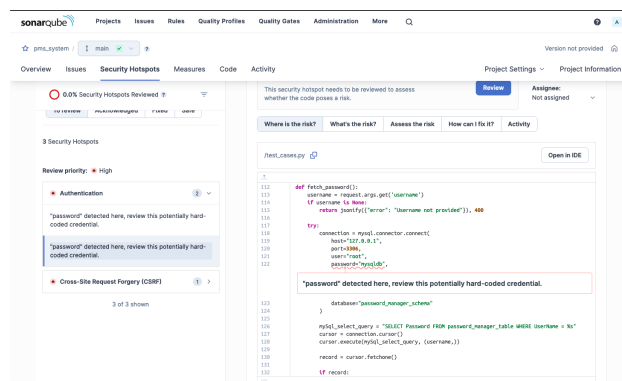 sonarqube
Projects Issues Rules Quality Profiles Quality Gates Administration More
A
pms_system / main
Version not provided
Overview Issues Security Hotspots Measures Code Activity
Project Settings Project Information
0.0% Security Hotspots Reviewed
To review Acknowledged Fixed Safe
3 Security Hotspots
Review priority: High
Authentication 2
"password" detected here, review this potentially hard-
coded credential.
"password" detected here, review this potentially hard-
coded credential.
Cross-Site Request Forgery (CSRF) 1
3 of 3 shown
This security hotspot needs to be reviewed to assess
whether the code poses a risk.
Review
Assignee:
Not assigned
Where is the risk? What's the risk? Assess the risk How can I fix it? Activity
/test_cases.py
Open in IDE
112 def fetch_password():
113 username = request.args.get('username')
114 if username is None:
115 return jsonify({"error": "Username not provided"}), 400
116
117 try:
118 connection = mysql.connector.connect(
119 host="127.0.0.1",
120 port=3306,
121 user="root",
122 password="mysqldb",
"password" detected here, review this potentially hard-coded credential.
123 database="password_manager_schema"
124 )
125
126 mySql_select_query = "SELECT Password FROM password_manager_table WHERE UserName = %s"
127 cursor = connection.cursor()
128 cursor.execute(mySql_select_query, (username,))
129
130 record = cursor.fetchone()
131
132 if record: